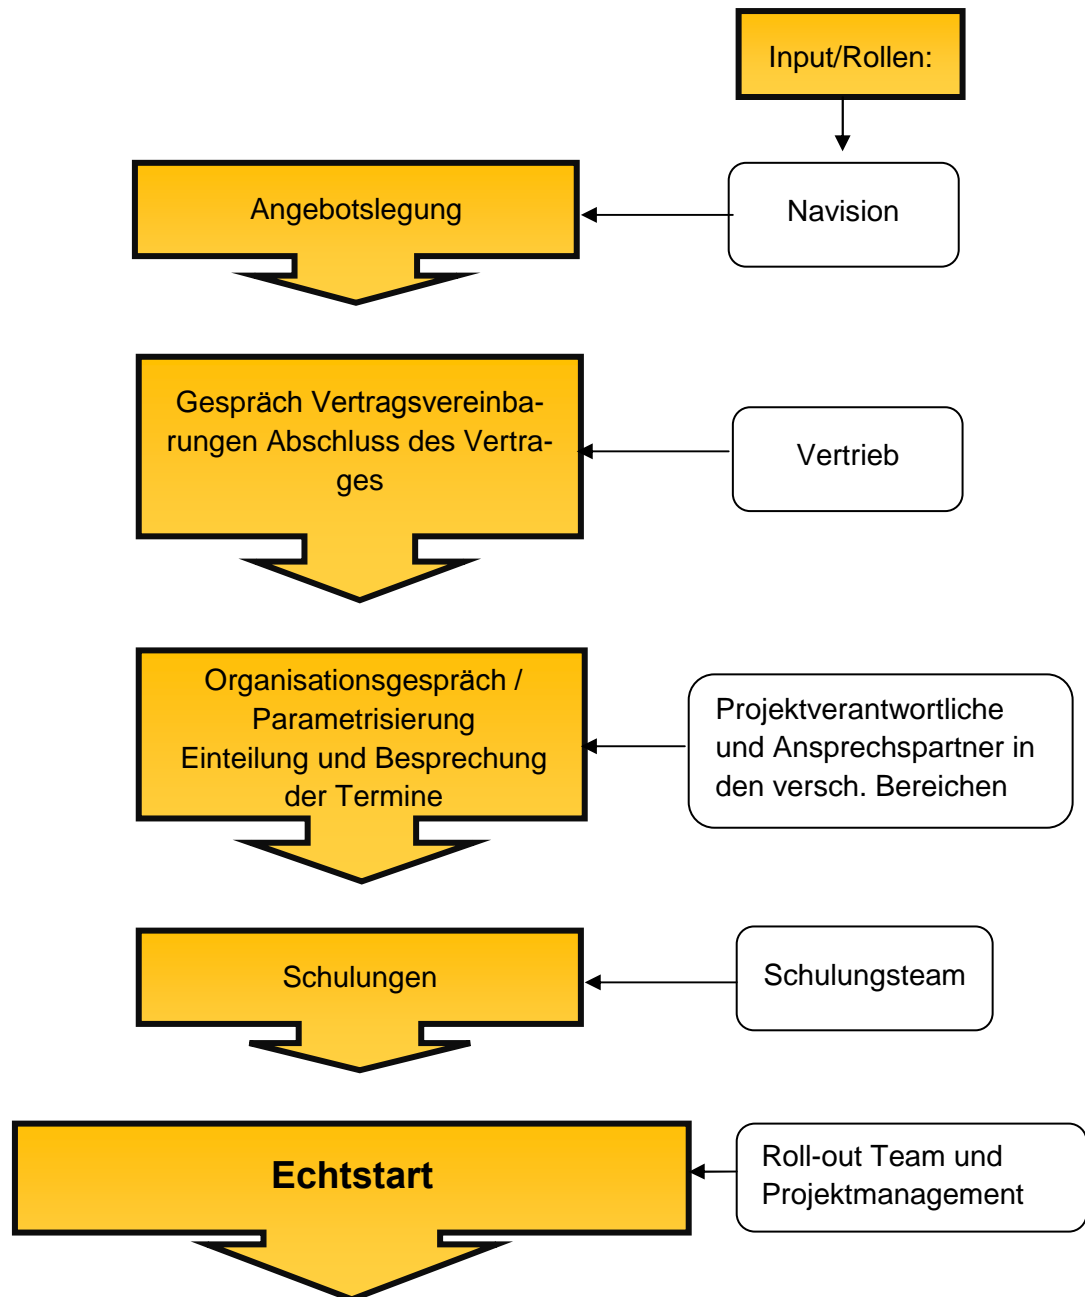 Input/Rollen:
Angebotslegung
Navision
Gespräch Vertragsvereinba-
rungen Abschluss des Vertra-
ges
Vertrieb
Organisationsgespräch /
Parametrisierung
Einteilung und Besprechung
der Termine
Projektverantwortliche
und Ansprechspartner in
den versch. Bereichen
Schulungen
Schulungsteam
Echtstart
Roll-out Team und
Projektmanagement